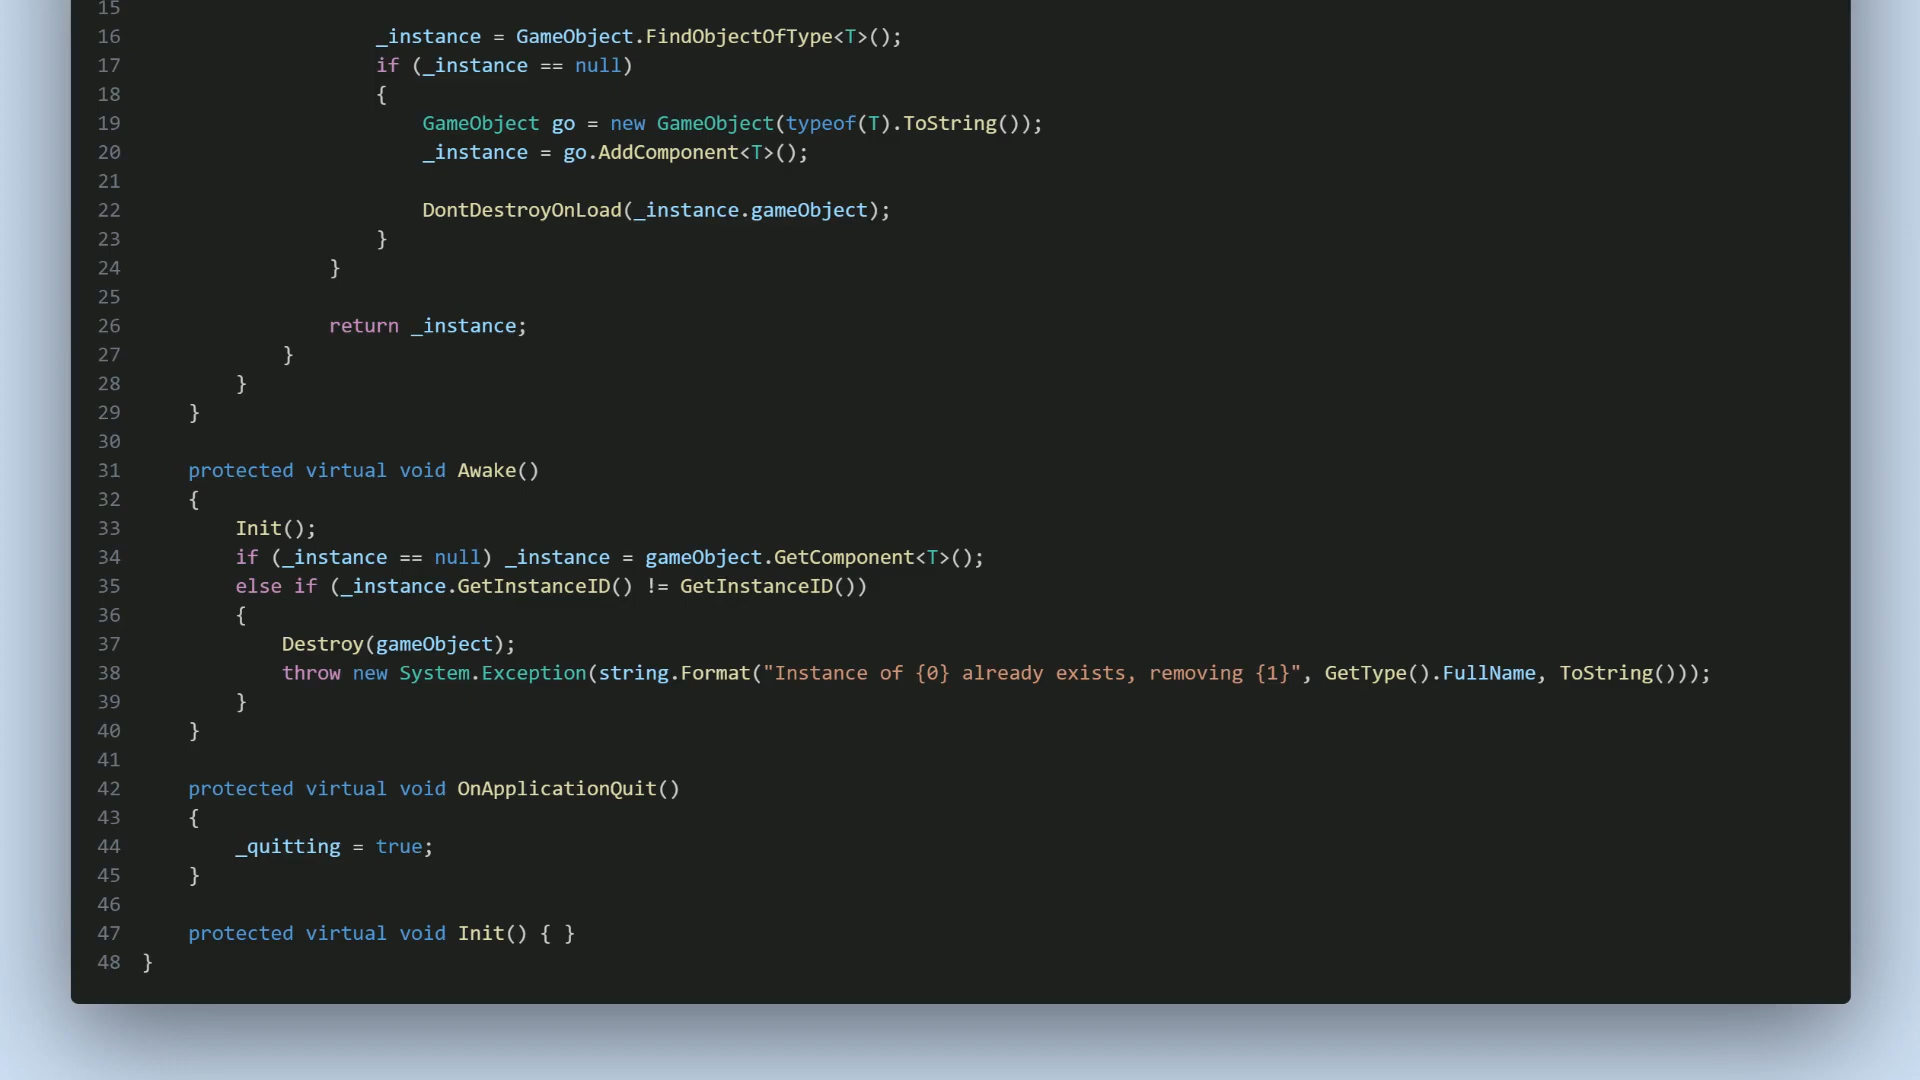 15
16 _instance = GameObject.FindObjectOfType<T>();
17 if (_instance == null)
18 {
19 GameObject go = new GameObject(typeof(T).ToString());
20 _instance = go.AddComponent<T>();
21
22 DontDestroyOnLoad(_instance.gameObject);
23 }
24 }
25
26 return _instance;
27 }
28 }
29 }
30
31 protected virtual void Awake()
32 {
33 Init();
34 if (_instance == null) _instance = gameObject.GetComponent<T>();
35 else if (_instance.GetInstanceID() != GetInstanceID())
36 {
37 Destroy(gameObject);
38 throw new System.Exception(string.Format("Instance of {0} already exists, removing {1}", GetType().FullName, ToString()));
39 }
40 }
41
42 protected virtual void OnApplicationQuit()
43 {
44 _quitting = true;
45 }
46
47 protected virtual void Init() { }
48 }